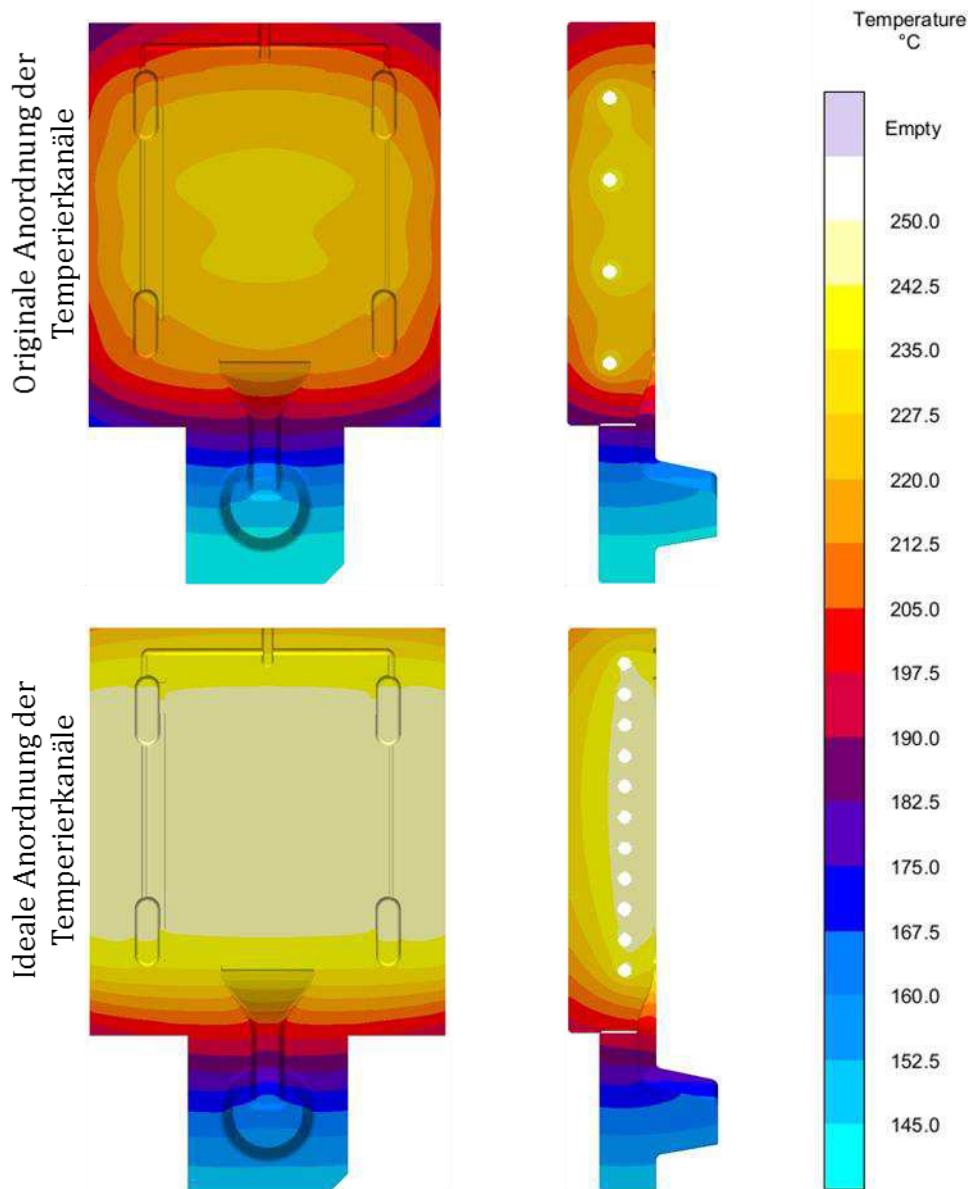 Originale Anordnung der
Temperierkanäle
Ideale Anordnung der
Temperierkanäle
Temperature
°C
Empty
250.0
242.5
235.0
227.5
220.0
212.5
205.0
197.5
190.0
182.5
175.0
167.5
160.0
152.5
145.0